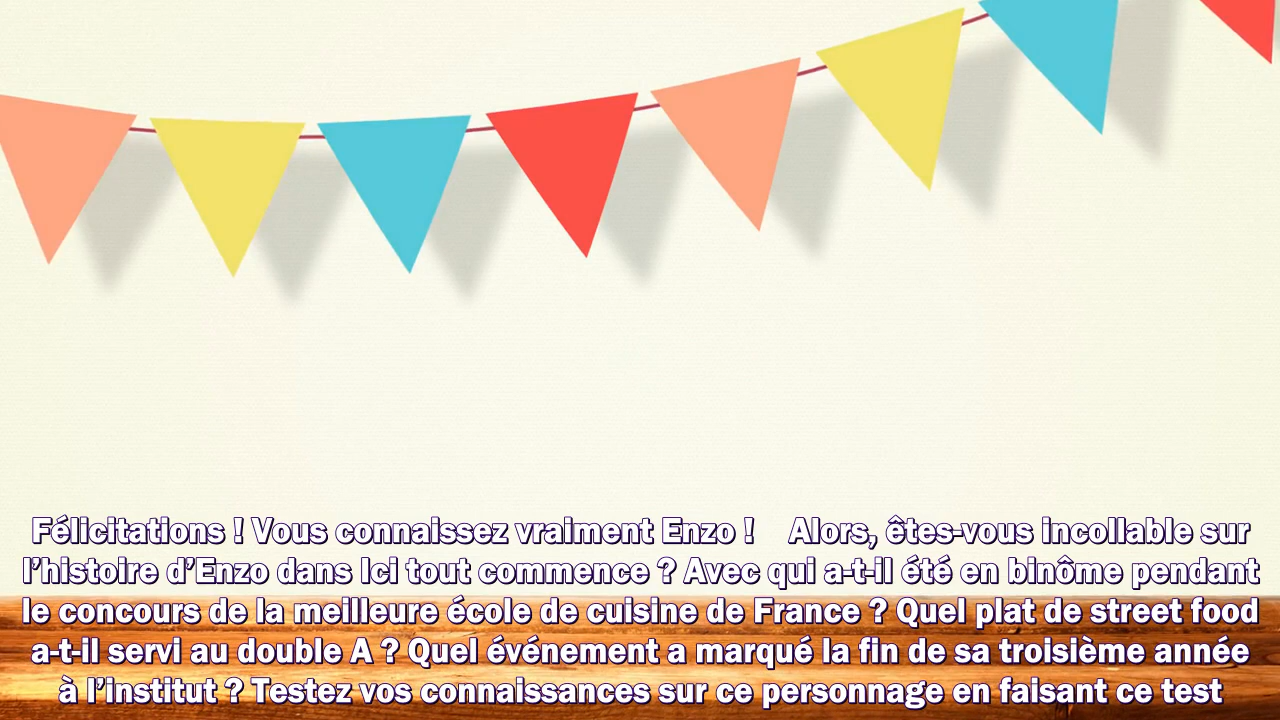 Félicitations ! Vous connaissez vraiment Enzo !    Alors, êtes-vous incollable sur
l'histoire d'Enzo dans Ici tout commence ? Avec qui a-t-il été en binôme pendant
le concours de la meilleure école de cuisine de France ? Quel plat de street food
a-t-il servi au double A ? Quel événement a marqué la fin de sa troisième année
à l'institut ? Testez vos connaissances sur ce personnage en faisant ce test